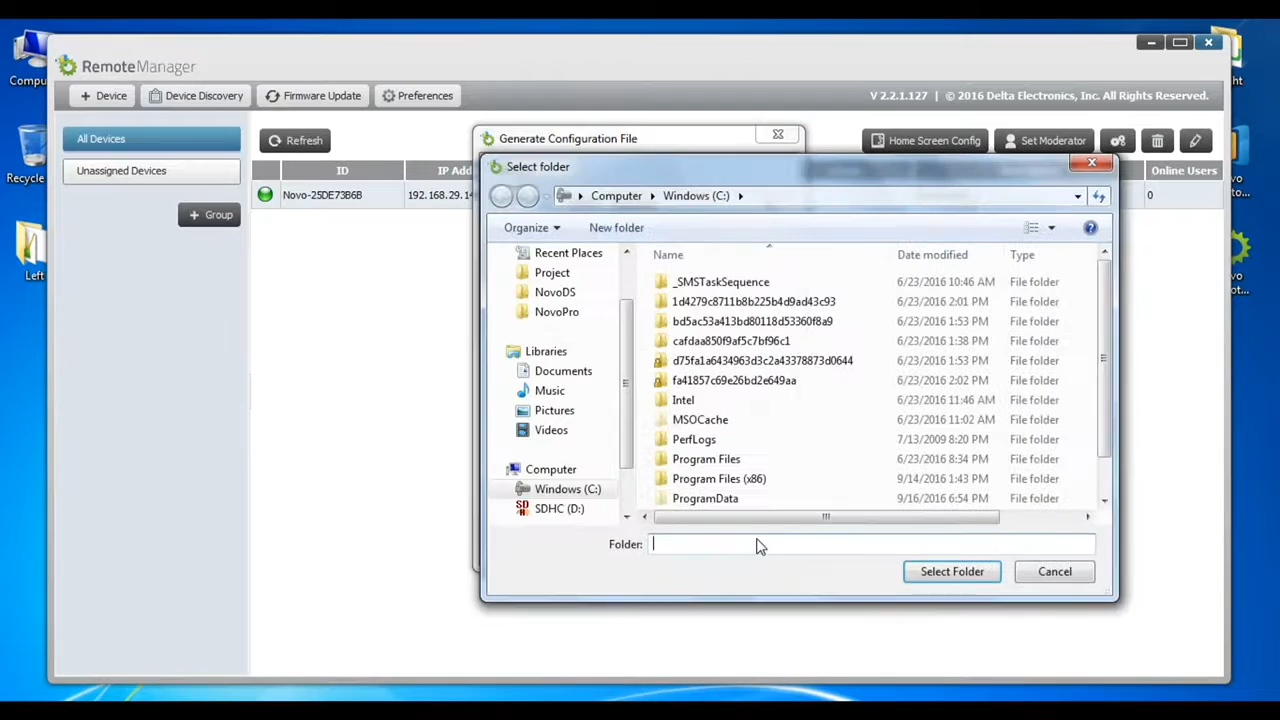 Compu
RemoteManager
ht
+ Device
Device Discovery
Firmware Update
Preferences
V 2.2.1.127 | © 2016 Delta Electronics, Inc. All Rights Reserved.
All Devices
Refresh
Generate Configuration File
Home Screen Config
Set Moderator
Unassigned Devices
ID
IP Add
Select folder
Online Users
Recycle
Novo-25DE73B6B
192.168.29.14
0
Computer
Windows (C:)
+ Group
Organize
New folder
Recent Places
Name
Date modified
Type
Project
_SMSTaskSequence
6/23/2016 10:46 AM
File folder
NovoDS
1d4279c8711b8b225b4d9ad43c93
6/23/2016 2:01 PM
File folder
NovoPro
bd5ac53a413bd80118d53360f8a9
6/23/2016 1:53 PM
File folder
cafdaa850f9af5c7bf96c1
6/23/2016 1:38 PM
File folder
Libraries
d75fa1a6434963d3c2a43378873d0644
6/23/2016 1:53 PM
File folder
Documents
fa41857c69e26bd2e649aa
6/23/2016 2:02 PM
File folder
Music
Intel
6/23/2016 11:46 AM
File folder
Pictures
MSOCache
6/23/2016 11:02 AM
File folder
Videos
PerfLogs
7/13/2009 8:20 PM
File folder
Program Files
6/23/2016 8:34 PM
File folder
Computer
Program Files (x86)
9/14/2016 1:43 PM
File folder
Windows (C:)
ProgramData
9/16/2016 6:54 PM
File folder
SDHC (D:)
Folder:
Select Folder
Cancel
Left
vo
to...
vo
ot...